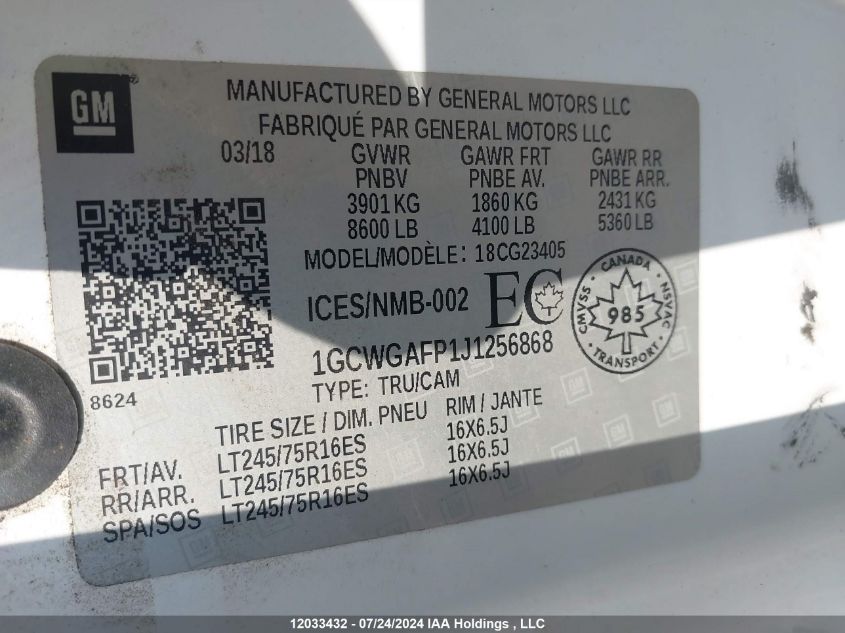 GM
MANUFACTURED BY GENERAL MOTORS LLC
FABRIQUÉ PAR GENERAL MOTORS LLC
03/18 GVWR GAWR FRT GAWR RR
PNBV PNBE AV. PNBE ARR.
3901 KG 1860 KG 2431 KG
8600 LB 4100 LB 5360 LB
MODEL/MODÈLE: 18CG23405
ICES/NMB-002 EC
CANADA
CMVSS 985 NSVAC
TRANSPORT
1GCWGAFP1J1256868
8624 TYPE: TRU/CAM
TIRE SIZE / DIM. PNEU RIM / JANTE
FRT/AV. LT245/75R16ES 16X6.5J
RR/ARR. LT245/75R16ES 16X6.5J
SPA/SOS LT245/75R16ES 16X6.5J
12033432 - 07/24/2024 IAA Holdings , LLC